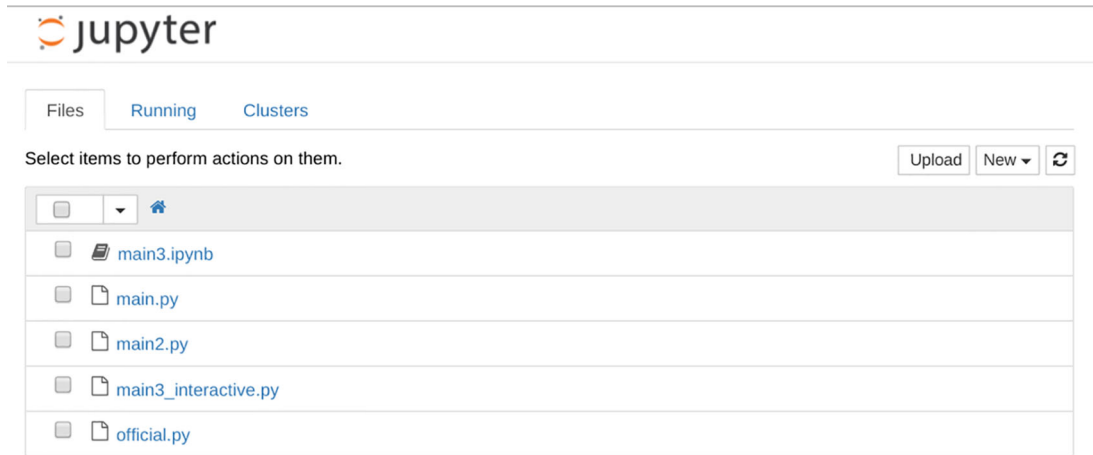 jupyter
Files Running Clusters
Select items to perform actions on them. Upload New
main3.ipynb
main.py
main2.py
main3_interactive.py
official.py